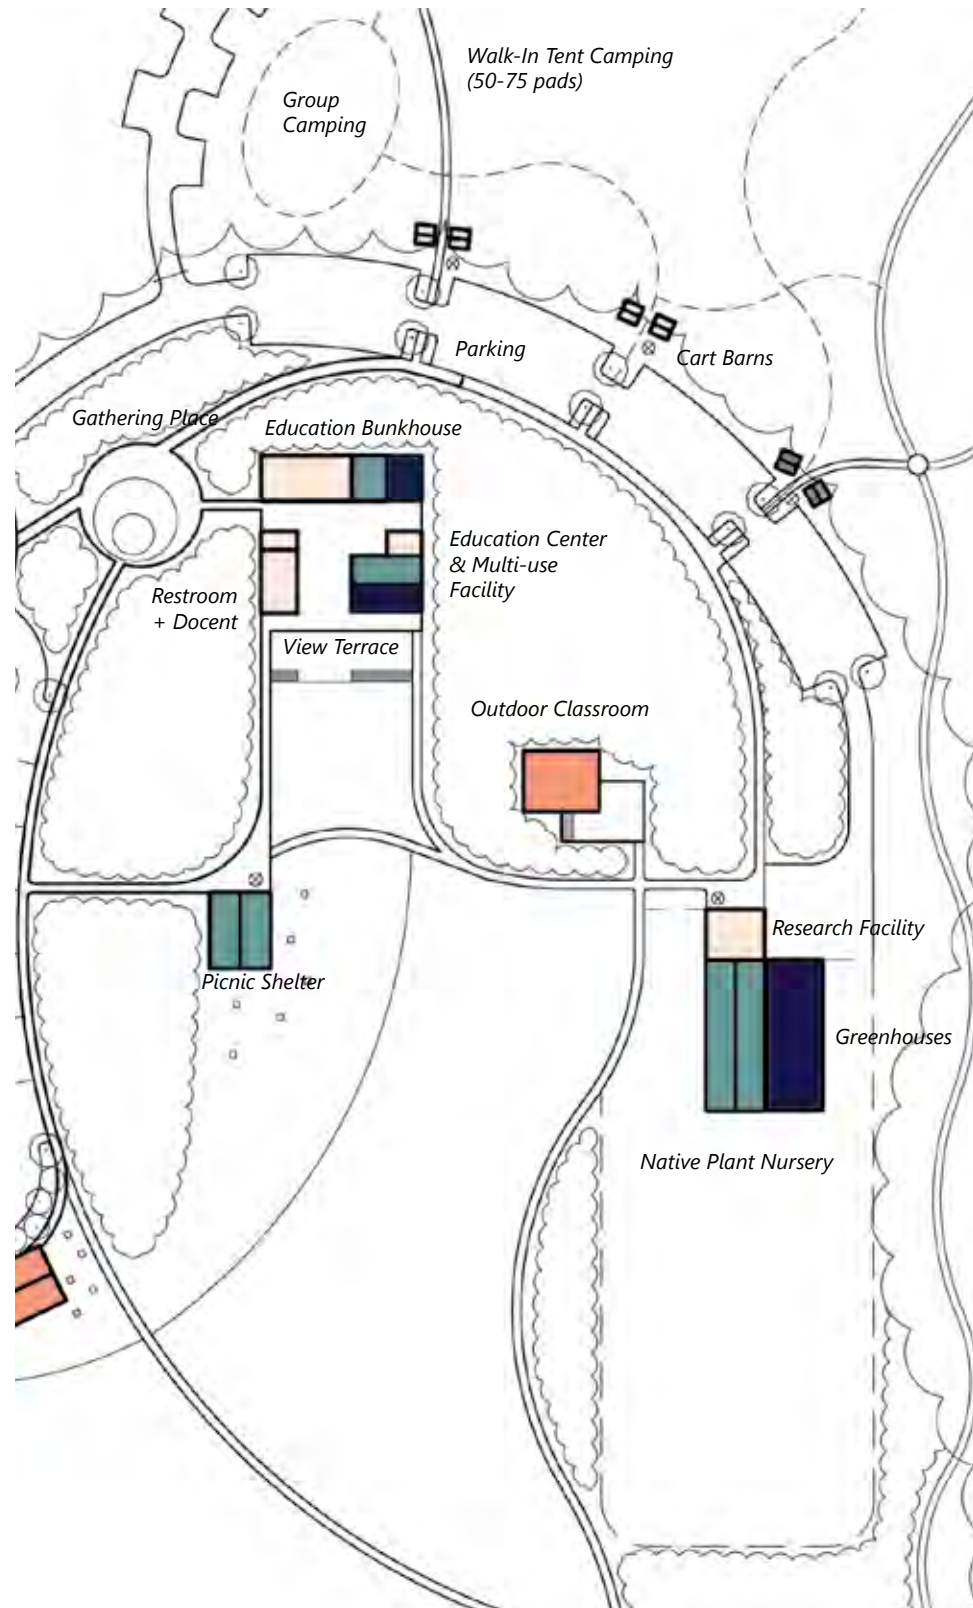 Walk-In Tent Camping
(50-75 pads)
Group
Camping
Parking
Cart Barns
Gathering Place
Education Bunkhouse
Education Center
& Multi-use
Facility
Restroom
+ Docent
View Terrace
Outdoor Classroom
Research Facility
Picnic Shelter
Greenhouses
Native Plant Nursery